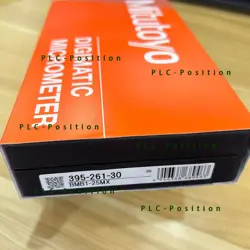 Mitutoyo
DIGIMATIC
MICROMETER
PLC-Position
PLC-Position
PLC-Position
PLC-Position
395-261-30
BMB1-25MX
PLC-Position